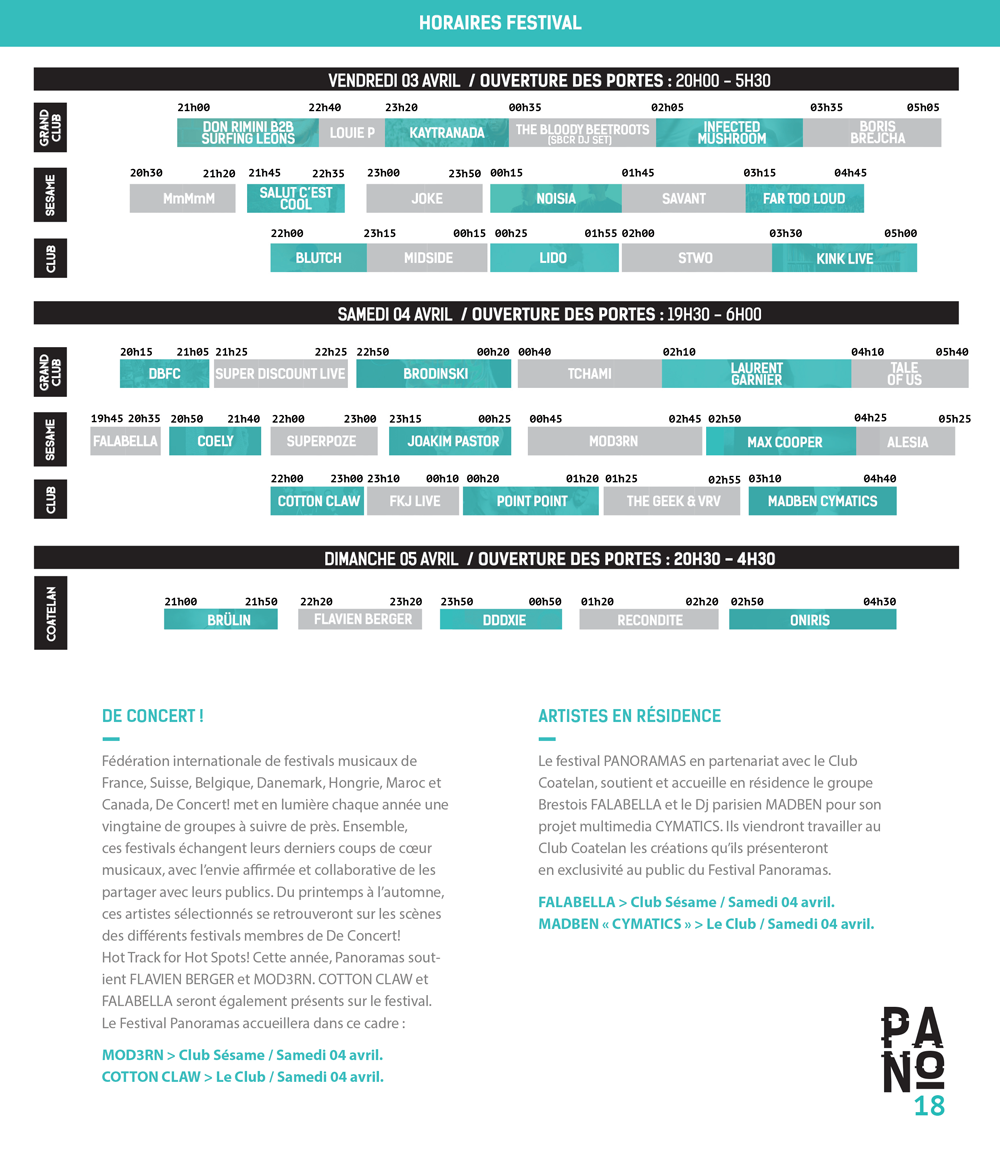 HORAIRES FESTIVAL
VENDREDI 03 AVRIL / OUVERTURE DES PORTES : 20H00 – 5H30
GRAND CLUB
21h00 22h40 23h20 00h35 02h05 03h35 05h05
DON RIMINI B2B SURFING LEONS LOUIE P KAYTRANADA THE BLOODY BEETROOTS (SBCR DJ SET) INFECTED MUSHROOM BORIS BREJCHA
SESAME
20h30 21h20 21h45 22h35 23h00 23h50 00h15 01h45 03h15 04h45
MmMmM SALUT C'EST COOL JOKE NOISIA SAVANT FAR TOO LOUD
CLUB
22h00 23h15 00h15 00h25 01h55 02h00 03h30 05h00
BLUTCH MIDSIDE LIDO STWO KINK LIVE
SAMEDI 04 AVRIL / OUVERTURE DES PORTES : 19H30 – 6H00
GRAND CLUB
20h15 21h05 21h25 22h25 22h50 00h20 00h40 02h10 04h10 05h40
DBFC SUPER DISCOUNT LIVE BRODINSKI TCHAMI LAURENT GARNIER TALE OF US
SESAME
19h45 20h35 20h50 21h40 22h00 23h00 23h15 00h25 00h45 02h45 02h50 04h25 05h25
FALABELLA COELY SUPERPOZE JOAKIM PASTOR MOD3RN MAX COOPER ALESIA
CLUB
22h00 23h00 23h10 00h10 00h20 01h20 01h25 02h55 03h10 04h40
COTTON CLAW FKJ LIVE POINT POINT THE GEEK & VRV MADBEN CYMATICS
DIMANCHE 05 AVRIL / OUVERTURE DES PORTES : 20H30 – 4H30
COATELAN
21h00 21h50 22h20 23h20 23h50 00h50 01h20 02h20 02h50 04h30
BRÜLIN FLAVIEN BERGER DDDXIE RECONDITE ONIRIS
DE CONCERT !
Fédération internationale de festivals musicaux de
France, Suisse, Belgique, Danemark, Hongrie, Maroc et
Canada, De Concert! met en lumière chaque année une
vingtaine de groupes à suivre de près. Ensemble,
ces festivals échangent leurs derniers coups de cœur
musicaux, avec l'envie affirmée et collaborative de les
partager avec leurs publics. Du printemps à l'automne,
ces artistes sélectionnés se retrouveront sur les scènes
des différents festivals membres de De Concert!
Hot Track for Hot Spots! Cette année, Panoramas sout-
ient FLAVIEN BERGER et MOD3RN. COTTON CLAW et
FALABELLA seront également présents sur le festival.
Le Festival Panoramas accueillera dans ce cadre :
MOD3RN > Club Sésame / Samedi 04 avril.
COTTON CLAW > Le Club / Samedi 04 avril.
ARTISTES EN RÉSIDENCE
Le festival PANORAMAS en partenariat avec le Club
Coatelan, soutient et accueille en résidence le groupe
Brestois FALABELLA et le Dj parisien MADBEN pour son
projet multimedia CYMATICS. Ils viendront travailler au
Club Coatelan les créations qu'ils présenteront
en exclusivité au public du Festival Panoramas.
FALABELLA > Club Sésame / Samedi 04 avril.
MADBEN « CYMATICS » > Le Club / Samedi 04 avril.
PA
NO
18